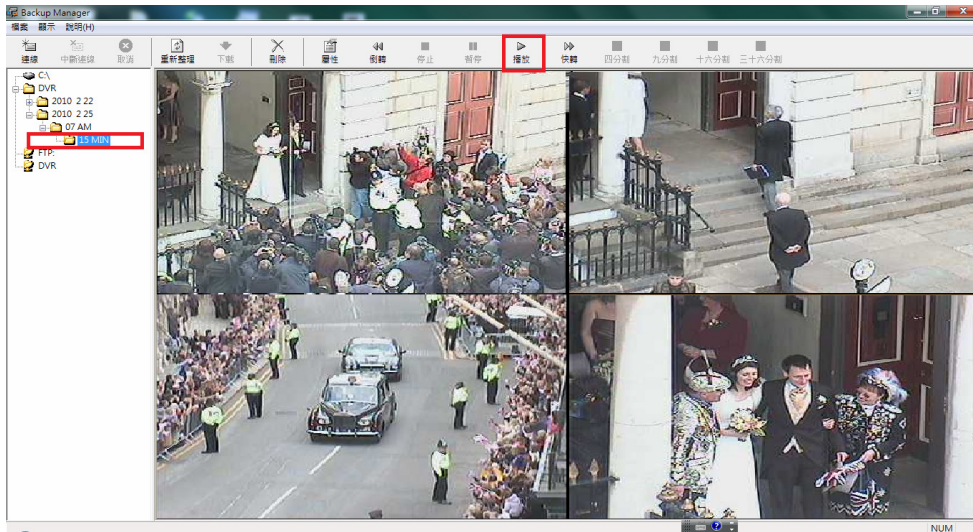 Backup Manager
檔案 顯示 說明(H)
連線 中斷連線 取消 重新整理 下載 刪除 屬性 倒轉 停止 暫停 播放 快轉 四分割 九分割 十六分割 三十六分割
C:\
DVR
2010 2 22
2010 2 25
07 AM
15 MIN
FTP:
DVR
NUM